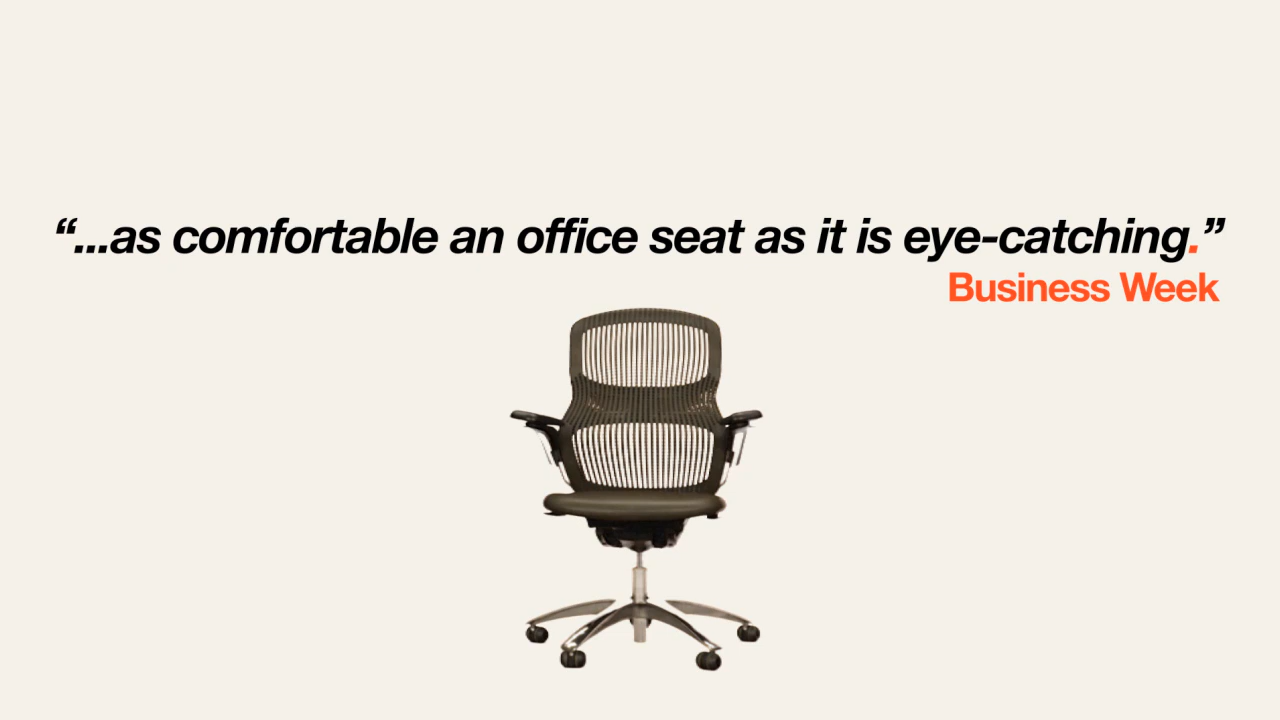 “...as comfortable an office seat as it is eye-catching.”
Business Week